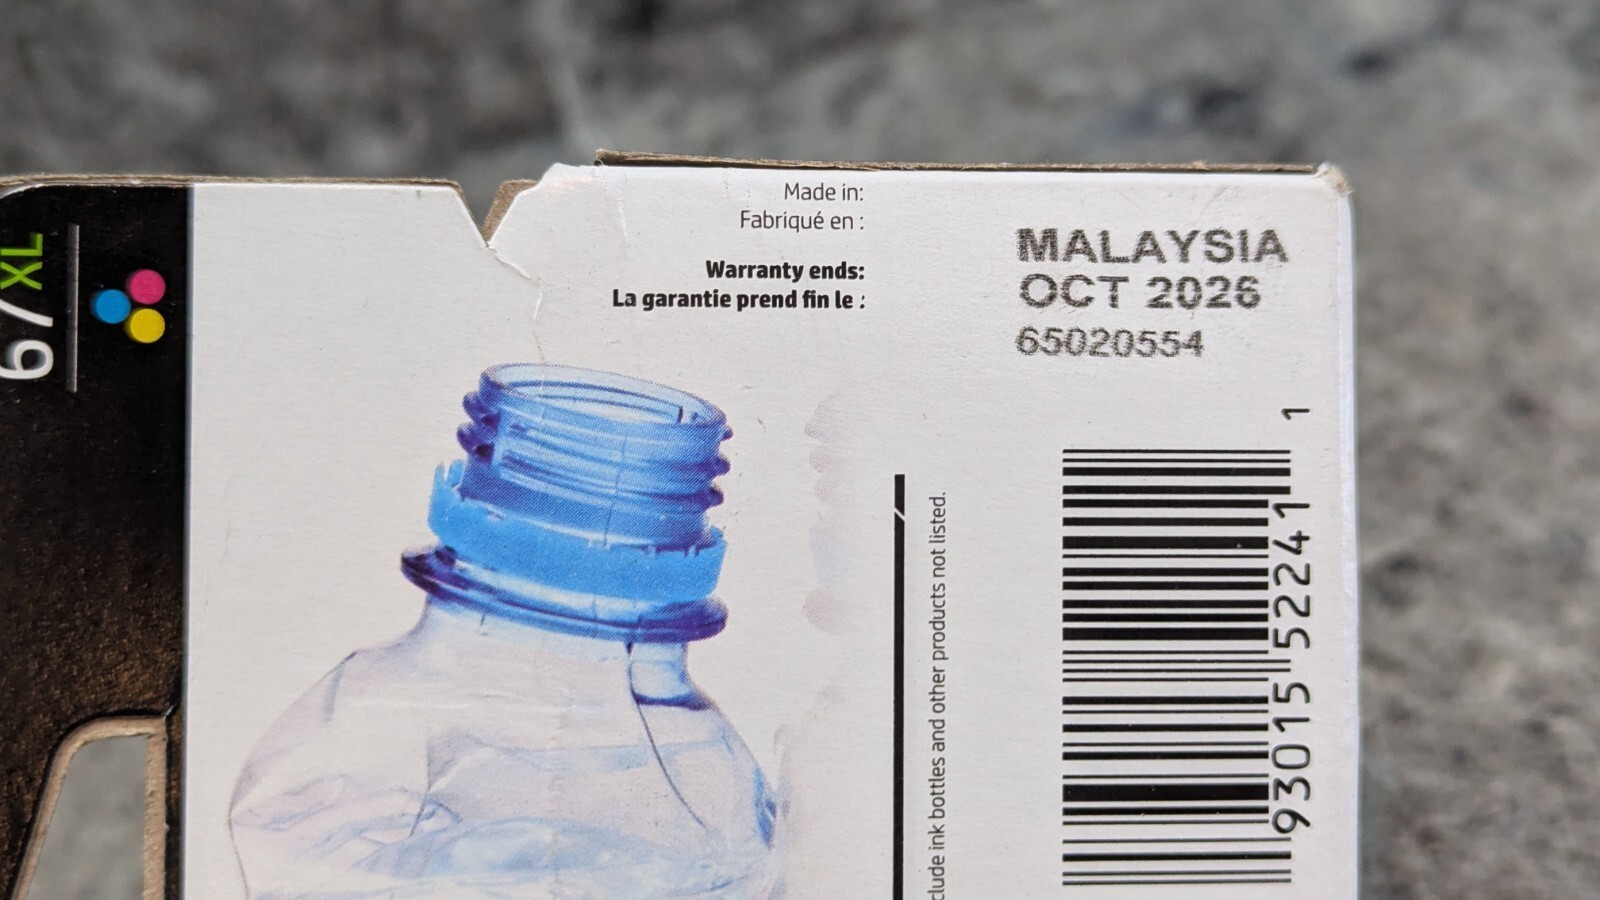 67XL
Made in:
Fabriqué en :
MALAYSIA
Warranty ends:
OCT 2026
La garantie prend fin le :
65020554
clude ink bottles and other products not listed.
93015 52241 1